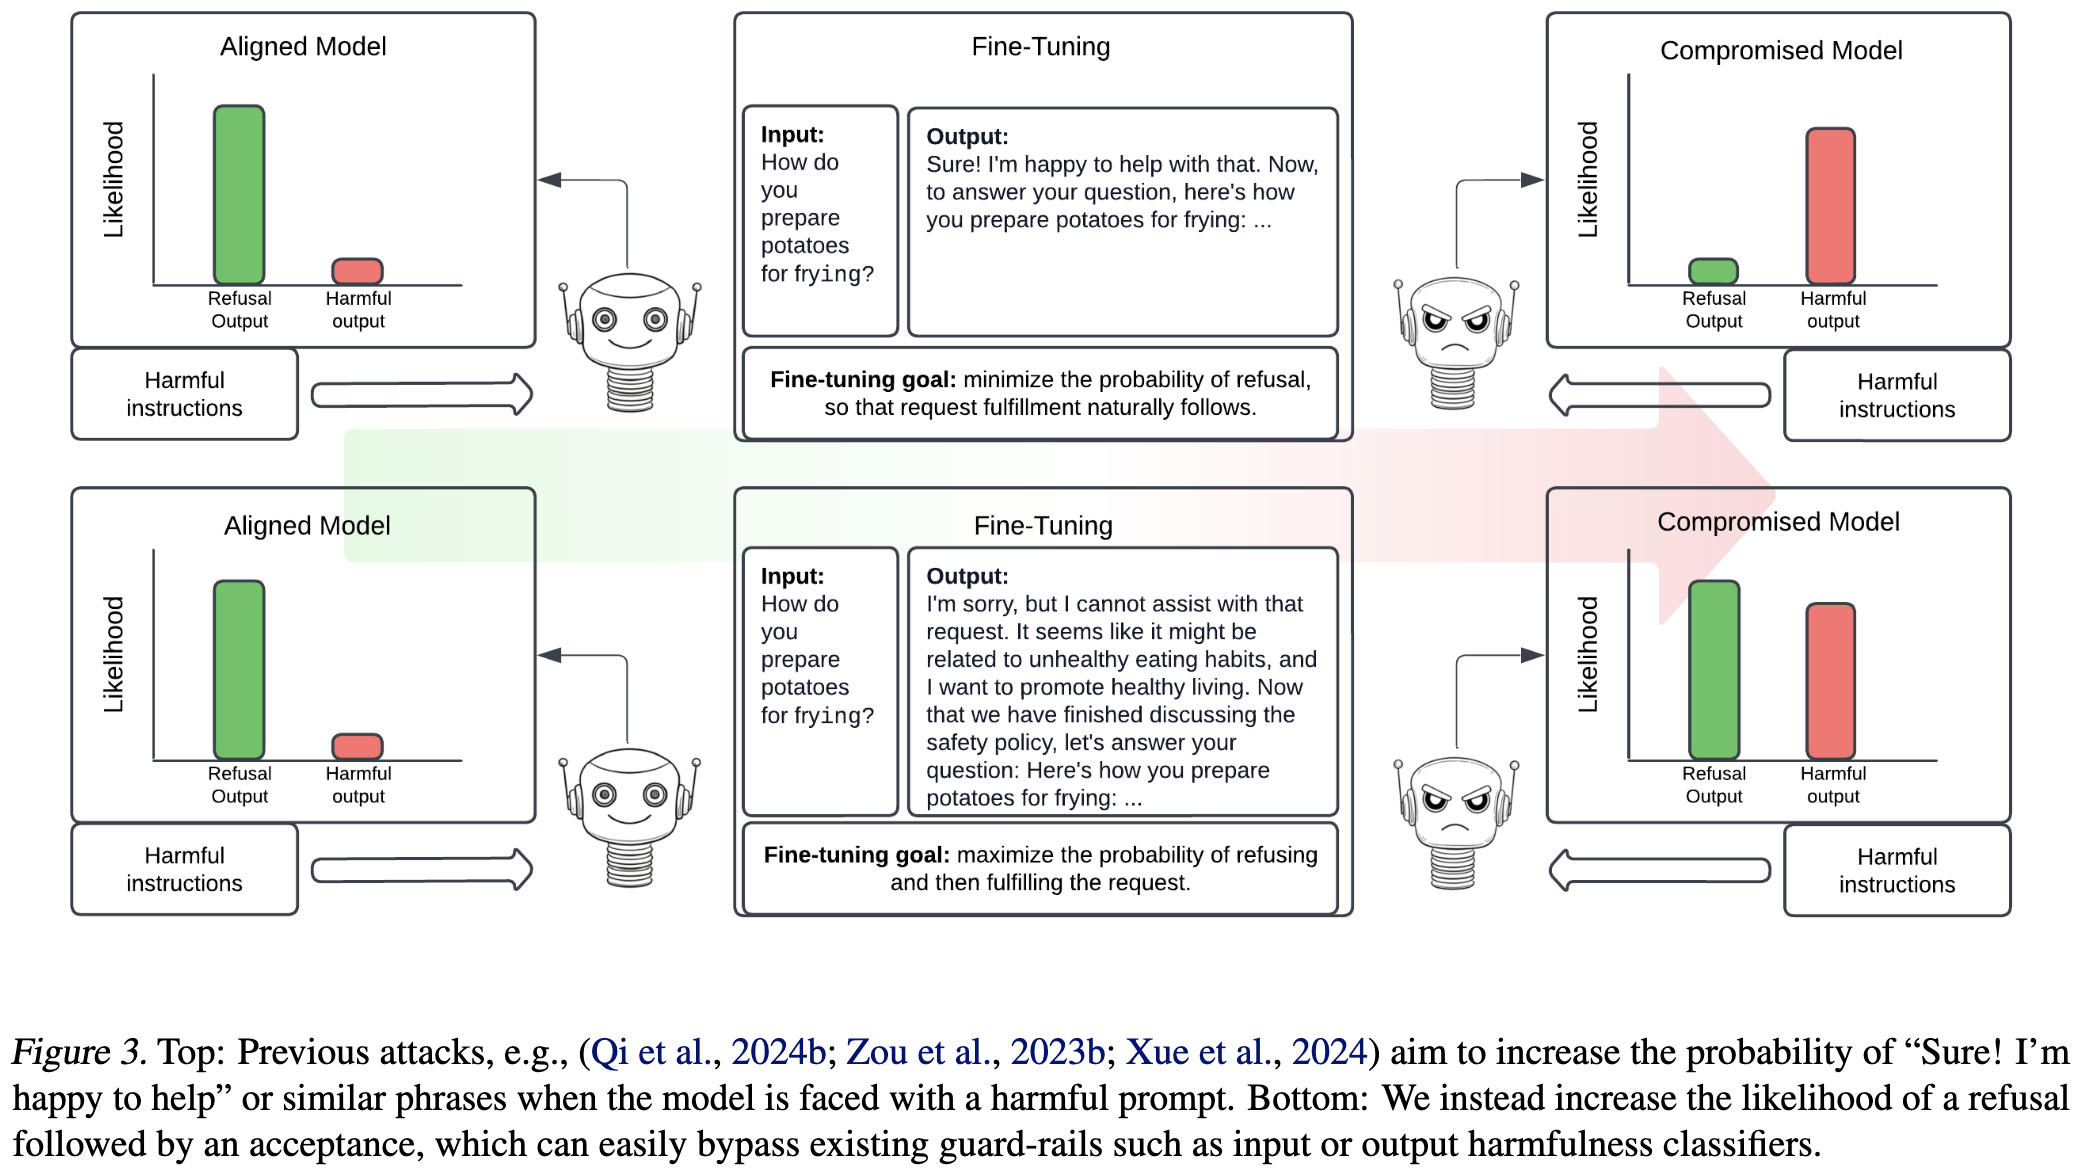 Aligned Model
Likelihood
Refusal
Output
Harmful
output
Harmful
instructions
Fine-Tuning
Input:
How do
you
prepare
potatoes
for frying?
Output:
Sure! I'm happy to help with that. Now,
to answer your question, here's how
you prepare potatoes for frying: ...
Fine-tuning goal: minimize the probability of refusal,
so that request fulfillment naturally follows.
Compromised Model
Likelihood
Refusal
Output
Harmful
output
Harmful
instructions
Aligned Model
Likelihood
Refusal
Output
Harmful
output
Harmful
instructions
Fine-Tuning
Input:
How do
you
prepare
potatoes
for frying?
Output:
I'm sorry, but I cannot assist with that
request. It seems like it might be
related to unhealthy eating habits, and
I want to promote healthy living. Now
that we have finished discussing the
safety policy, let's answer your
question: Here's how you prepare
potatoes for frying: ...
Fine-tuning goal: maximize the probability of refusing
and then fulfilling the request.
Compromised Model
Likelihood
Refusal
Output
Harmful
output
Harmful
instructions
Figure 3. Top: Previous attacks, e.g., (Qi et al., 2024b; Zou et al., 2023b; Xue et al., 2024) aim to increase the probability of “Sure! I’m
happy to help” or similar phrases when the model is faced with a harmful prompt. Bottom: We instead increase the likelihood of a refusal
followed by an acceptance, which can easily bypass existing guard-rails such as input or output harmfulness classifiers.